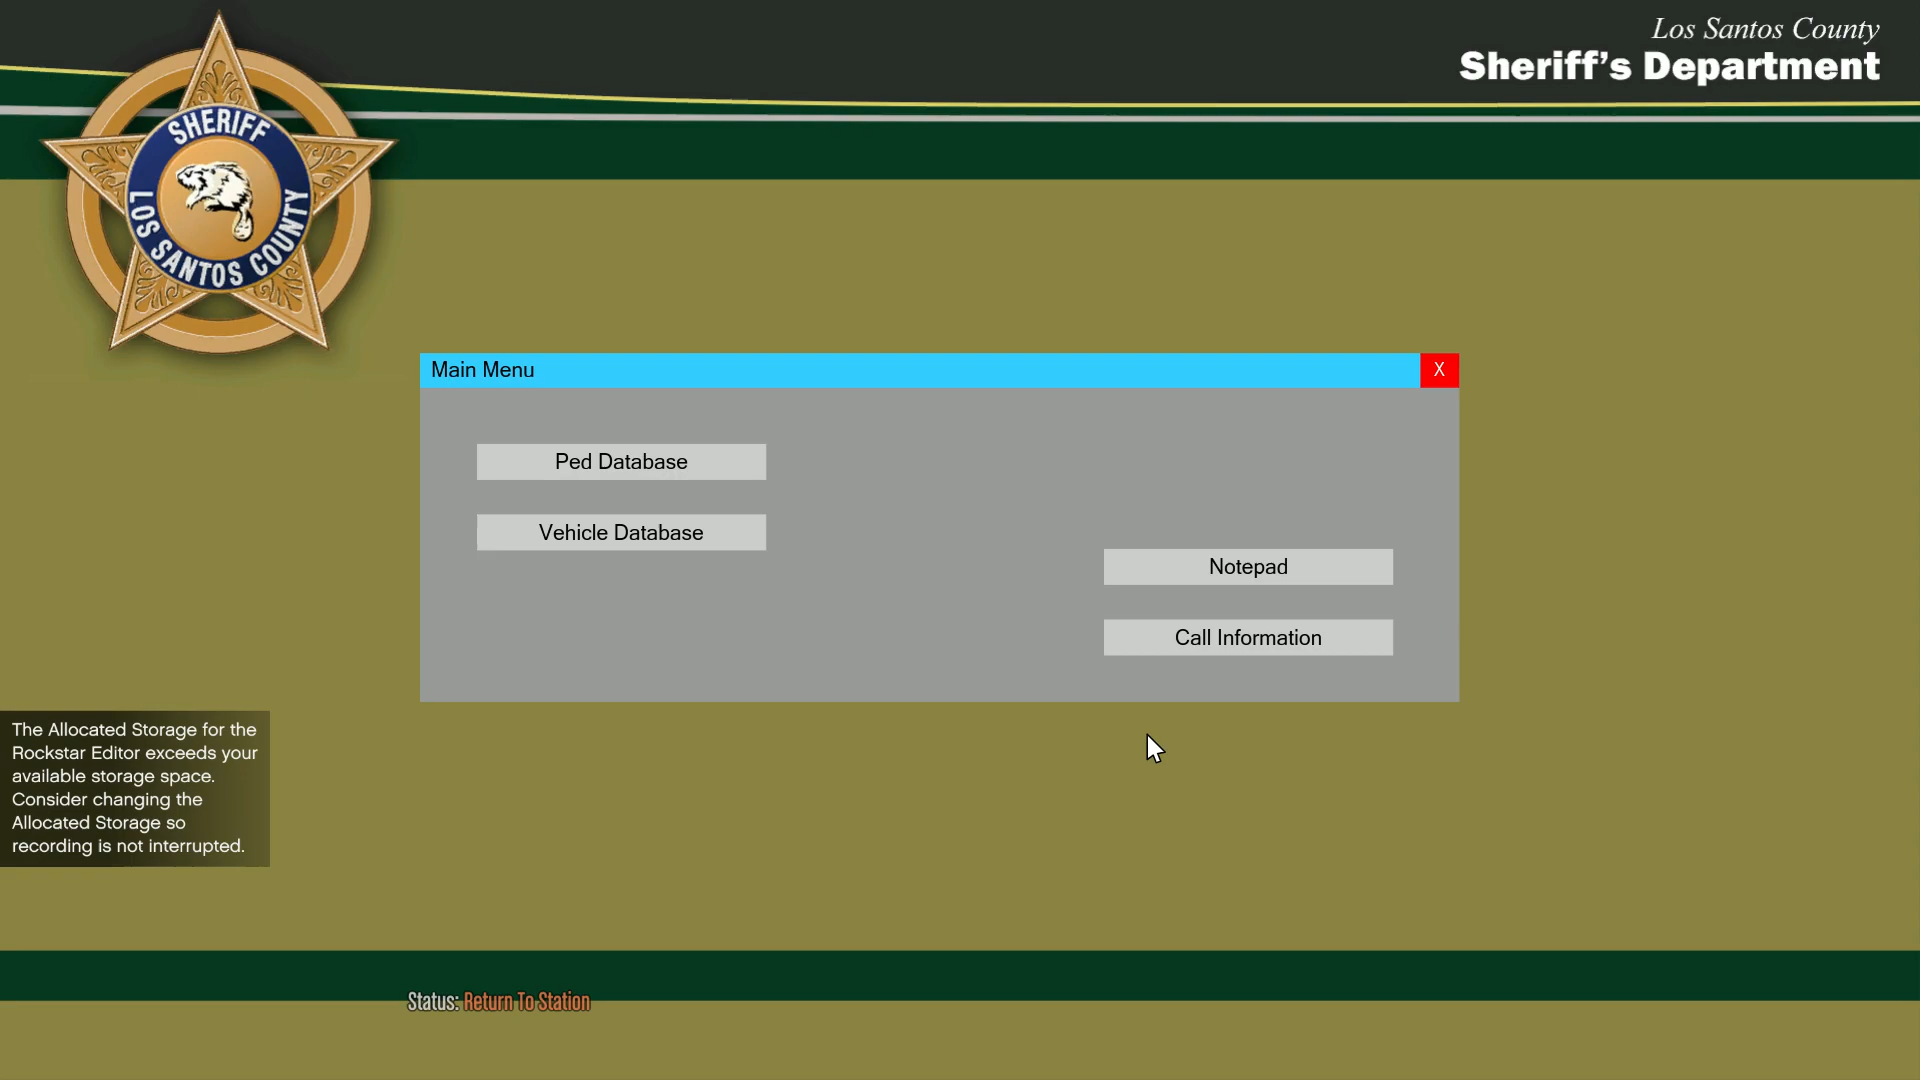 Los Santos County
Sheriff's Department
SHERIFF
LOS SANTOS COUNTY
Main Menu
X
Ped Database
Vehicle Database
Notepad
Call Information
The Allocated Storage for the
Rockstar Editor exceeds your
available storage space.
Consider changing the
Allocated Storage so
recording is not interrupted.
Status: Return To Station